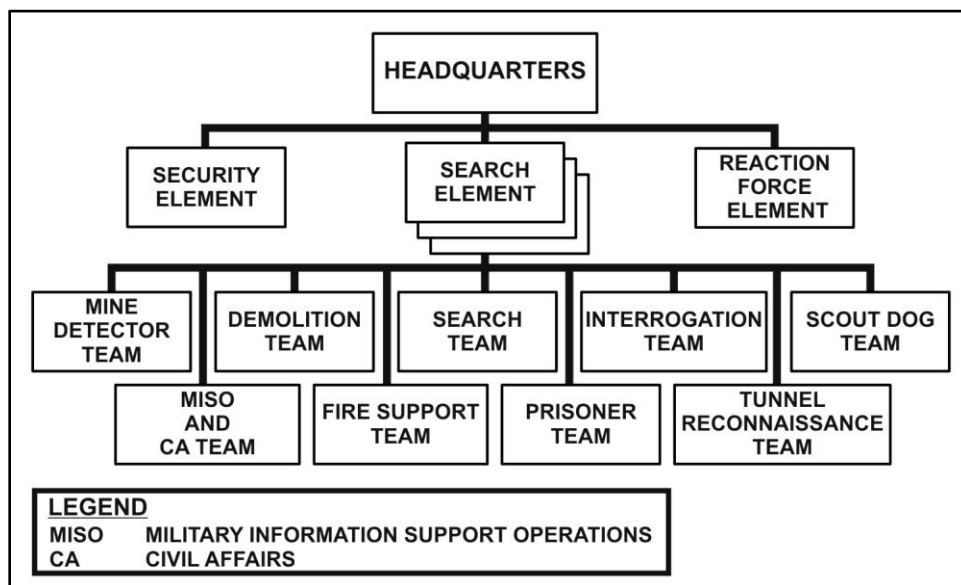 HEADQUARTERS
SECURITY
ELEMENT
SEARCH
ELEMENT
REACTION
FORCE
ELEMENT
MINE
DETECTOR
TEAM
DEMOLITION
TEAM
SEARCH
TEAM
INTERROGATION
TEAM
SCOUT DOG
TEAM
MISO
AND
CA TEAM
FIRE SUPPORT
TEAM
PRISONER
TEAM
TUNNEL
RECONNAISSANCE
TEAM
LEGEND
MISO MILITARY INFORMATION SUPPORT OPERATIONS
CA CIVIL AFFAIRS